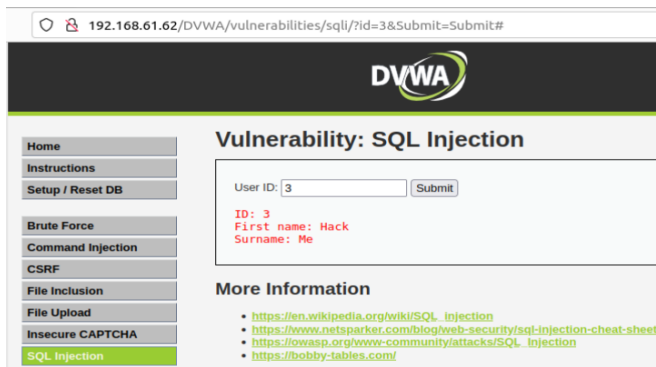 192.168.61.62/DVWA/vulnerabilities/sqli/?id=3&Submit=Submit#
DVWA
Home
Instructions
Setup / Reset DB
Brute Force
Command Injection
CSRF
File Inclusion
File Upload
Insecure CAPTCHA
SQL Injection
Vulnerability: SQL Injection
User ID: 3 Submit
ID: 3
First name: Hack
Surname: Me
More Information
https://en.wikipedia.org/wiki/SQL_injection
https://www.netsparker.com/blog/web-security/sql-injection-cheat-sheet
https://owasp.org/www-community/attacks/SQL_Injection
https://bobby-tables.com/